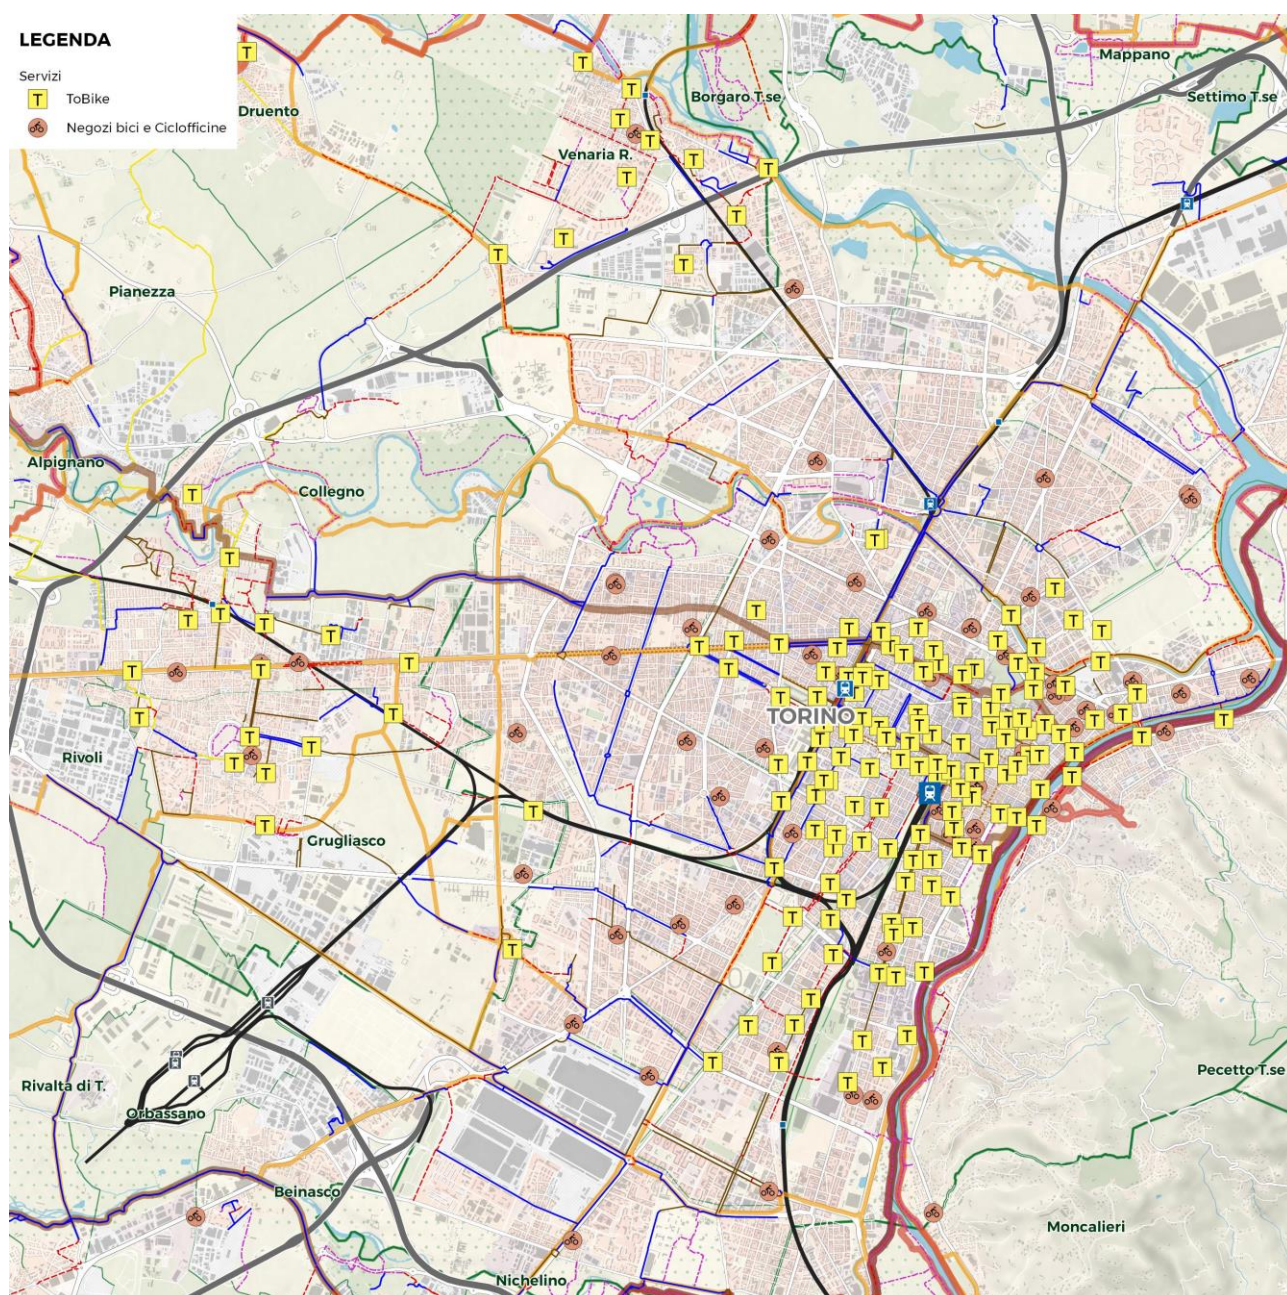 LEGENDA
Servizi
T ToBike
Negozi bici e Ciclofficine
Mappano
Borgaro T.se
Settimo T.se
Druento
Venaria R.
Pianezza
Alpignano
Collegno
TORINO
Rivoli
Grugliasco
Rivalta di T.
Orbassano
Pecetto T.se
Beinasco
Moncalieri
Nichelino